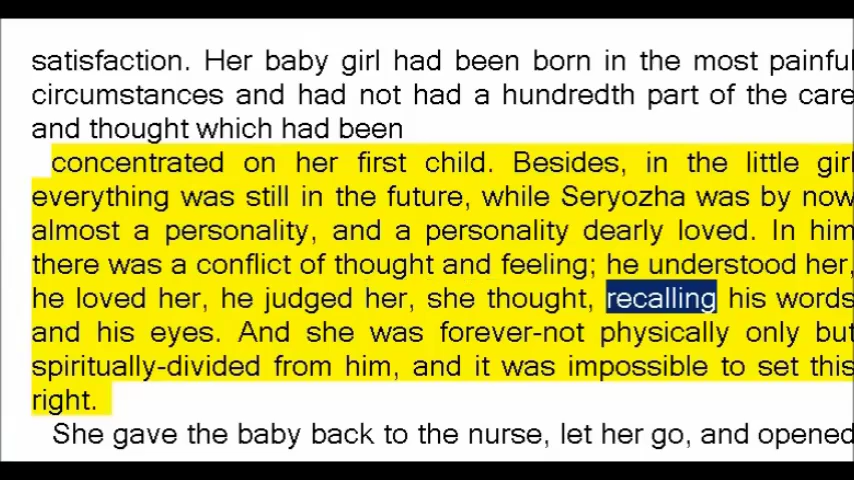 satisfaction. Her baby girl had been born in the most painful
circumstances and had not had a hundredth part of the care
and thought which had been
concentrated on her first child. Besides, in the little girl
everything was still in the future, while Seryozha was by now
almost a personality, and a personality dearly loved. In him
there was a conflict of thought and feeling; he understood her,
he loved her, he judged her, she thought, recalling his words
and his eyes. And she was forever-not physically only but
spiritually-divided from him, and it was impossible to set this
right.
She gave the baby back to the nurse, let her go, and opened